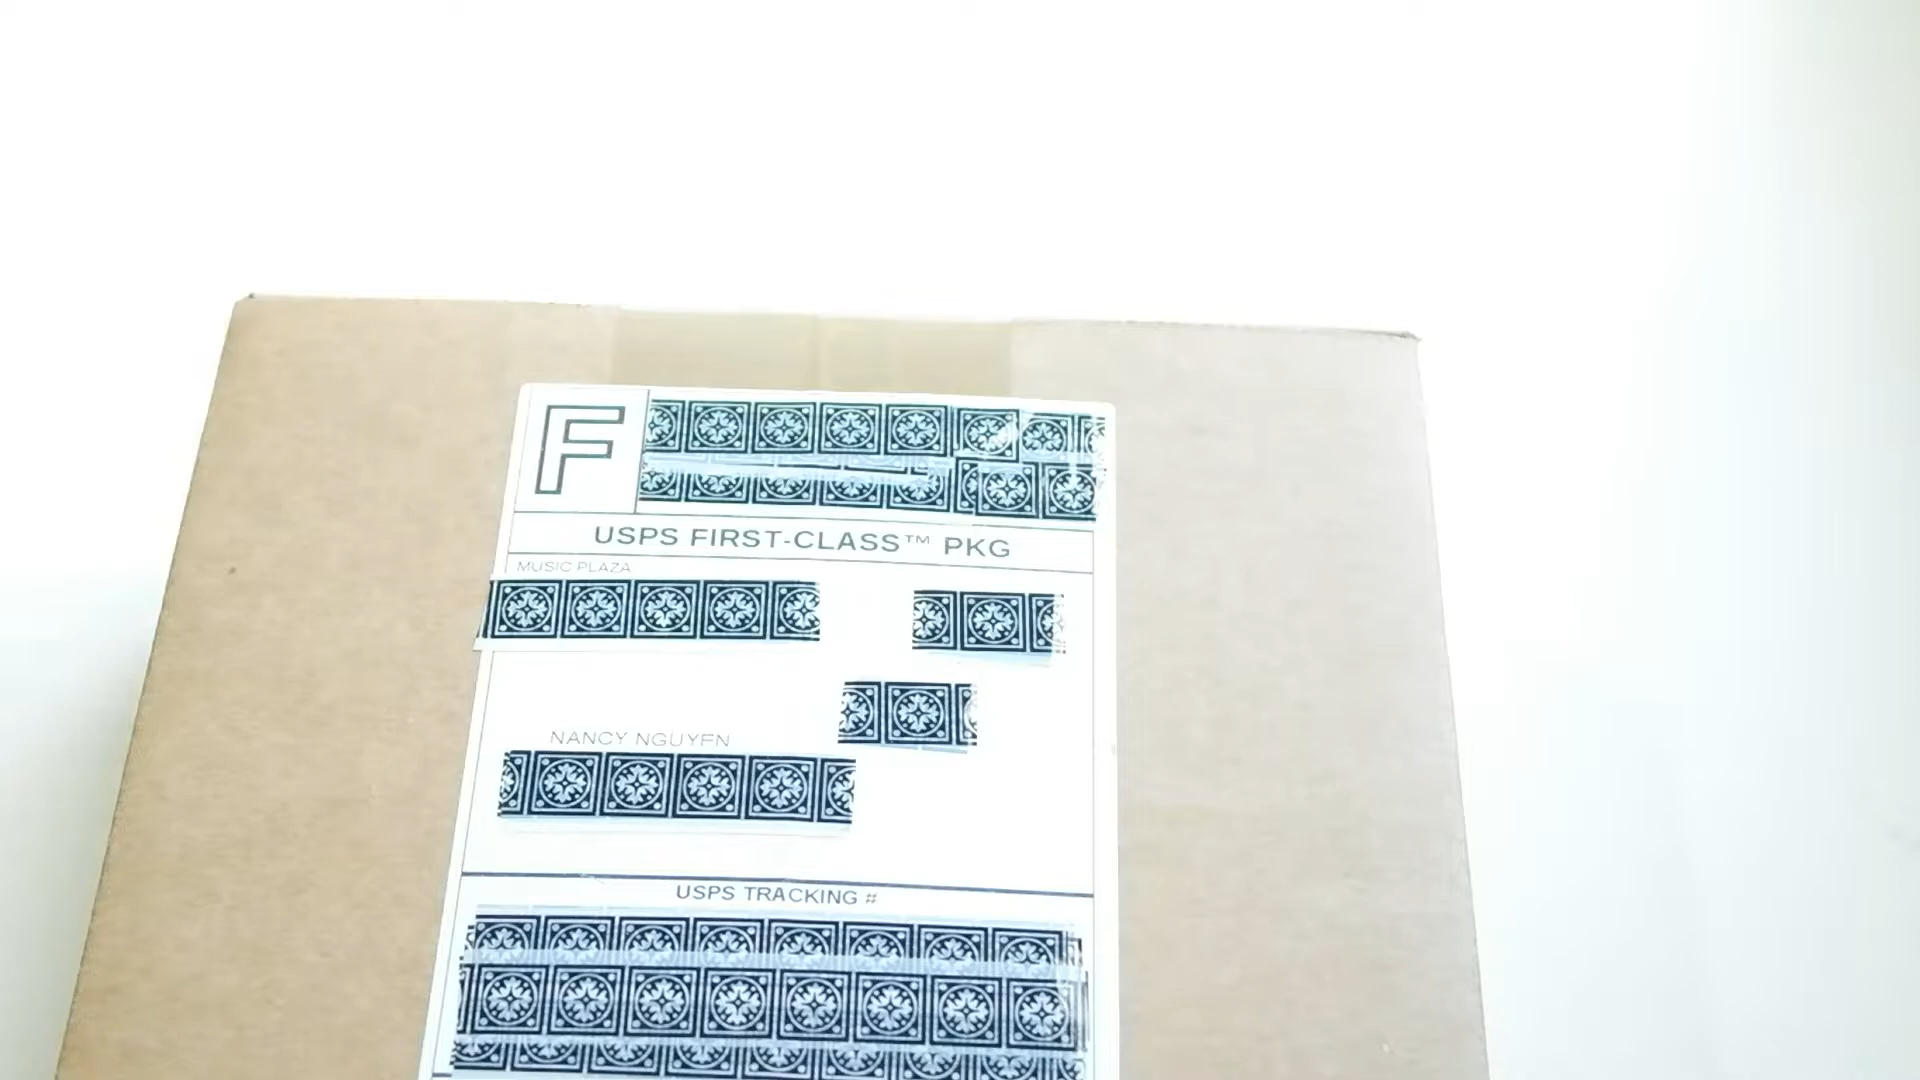 F
USPS FIRST-CLASS™ PKG
MUSIC PLAZA
NANCY NGUYEN
USPS TRACKING #